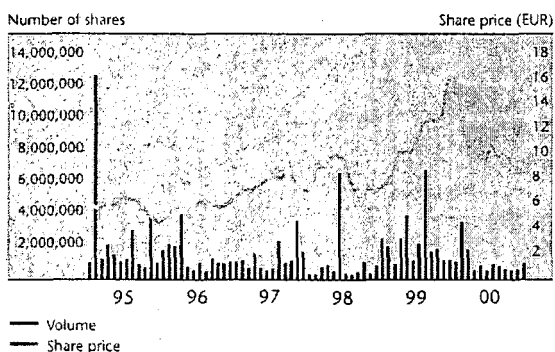 Number of shares Share price (EUR)
14,000,000 18
12,000,000 16
10,000,000 14
8,000,000 12
6,000,000 10
4,000,000 8
2,000,000 6
4
2
95 96 97 98 99 00
Volume
Share price